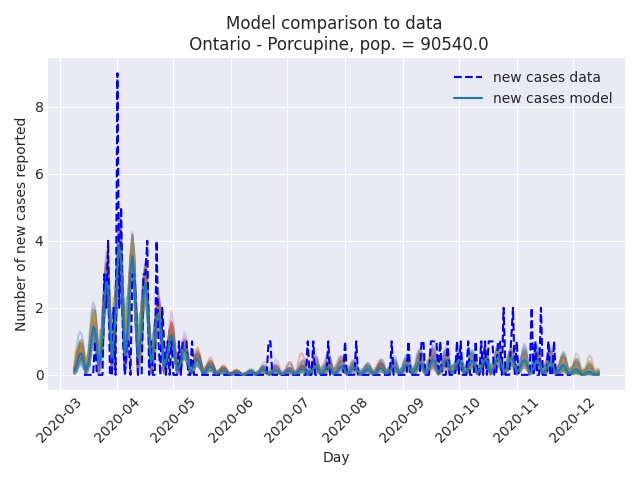 Model comparison to data
Ontario - Porcupine, pop. = 90540.0
new cases data
new cases model
Number of new cases reported
8
6
4
2
0
2020-03
2020-04
2020-05
2020-06
2020-07
2020-08
2020-09
2020-10
2020-11
2020-12
Day